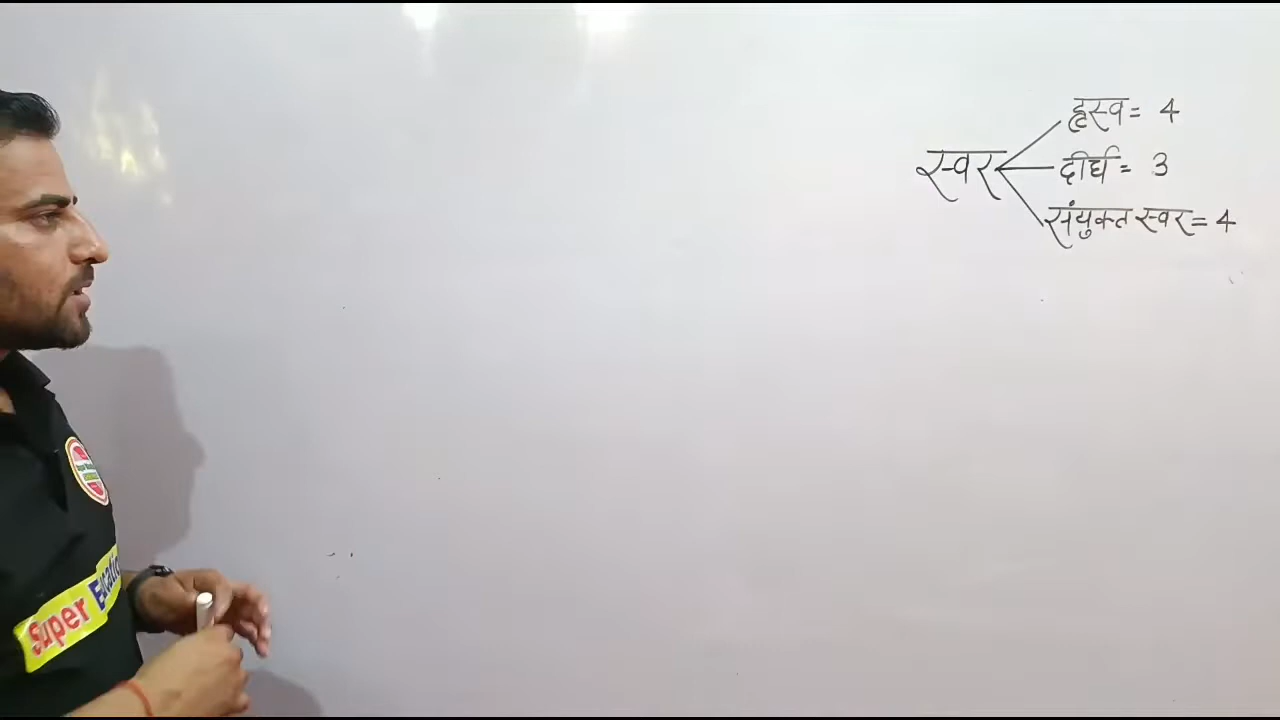 ह्रस्व = 4
स्वर
दीर्घ = 3
संयुक्त स्वर = 4
Super